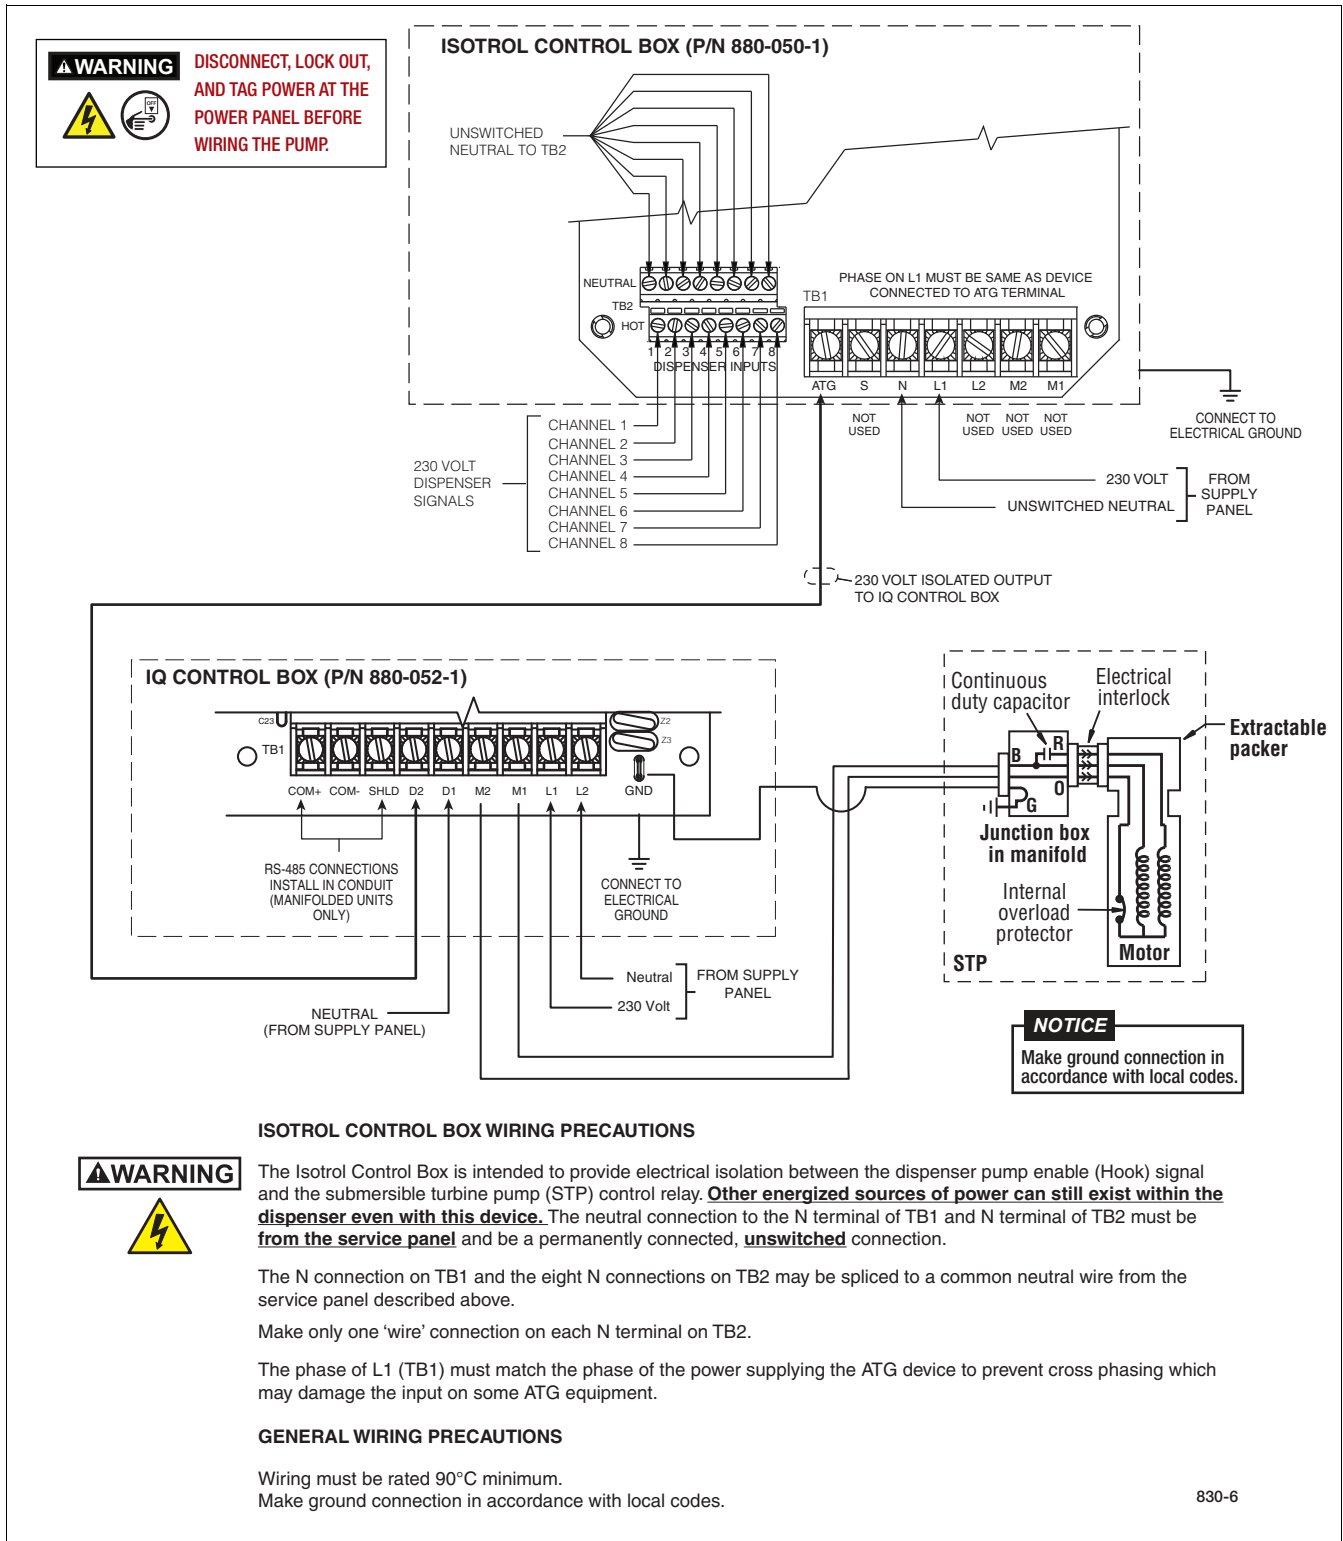 WARNING
DISCONNECT, LOCK OUT,
AND TAG POWER AT THE
POWER PANEL BEFORE
WIRING THE PUMP.
OFF
ISOTROL CONTROL BOX (P/N 880-050-1)
UNSWITCHED
NEUTRAL TO TB2
NEUTRAL
TB2
HOT
1 2 3 4 5 6 7 8
DISPENSER INPUTS
PHASE ON L1 MUST BE SAME AS DEVICE
CONNECTED TO ATG TERMINAL
TB1
ATG S N L1 L2 M2 M1
NOT
USED
NOT
USED
NOT
USED
NOT
USED
CONNECT TO
ELECTRICAL GROUND
230 VOLT
DISPENSER
SIGNALS
CHANNEL 1
CHANNEL 2
CHANNEL 3
CHANNEL 4
CHANNEL 5
CHANNEL 6
CHANNEL 7
CHANNEL 8
230 VOLT
UNSWITCHED NEUTRAL
FROM
SUPPLY
PANEL
230 VOLT ISOLATED OUTPUT
TO IQ CONTROL BOX
IQ CONTROL BOX (P/N 880-052-1)
C23
TB1
Z2
Z3
COM+ COM- SHLD D2 D1 M2 M1 L1 L2 GND
RS-485 CONNECTIONS
INSTALL IN CONDUIT
(MANIFOLDED UNITS
ONLY)
CONNECT TO
ELECTRICAL
GROUND
NEUTRAL
(FROM SUPPLY PANEL)
Neutral
230 Volt
FROM SUPPLY
PANEL
Continuous
duty capacitor
Electrical
interlock
Extractable
packer
B
R
O
G
Junction box
in manifold
Internal
overload
protector
Motor
STP
NOTICE
Make ground connection in
accordance with local codes.
ISOTROL CONTROL BOX WIRING PRECAUTIONS
WARNING
The Isotrol Control Box is intended to provide electrical isolation between the dispenser pump enable (Hook) signal
and the submersible turbine pump (STP) control relay. Other energized sources of power can still exist within the
dispenser even with this device. The neutral connection to the N terminal of TB1 and N terminal of TB2 must be
from the service panel and be a permanently connected, unswitched connection.
The N connection on TB1 and the eight N connections on TB2 may be spliced to a common neutral wire from the
service panel described above.
Make only one ‘wire’ connection on each N terminal on TB2.
The phase of L1 (TB1) must match the phase of the power supplying the ATG device to prevent cross phasing which
may damage the input on some ATG equipment.
GENERAL WIRING PRECAUTIONS
Wiring must be rated 90°C minimum.
Make ground connection in accordance with local codes.
830-6